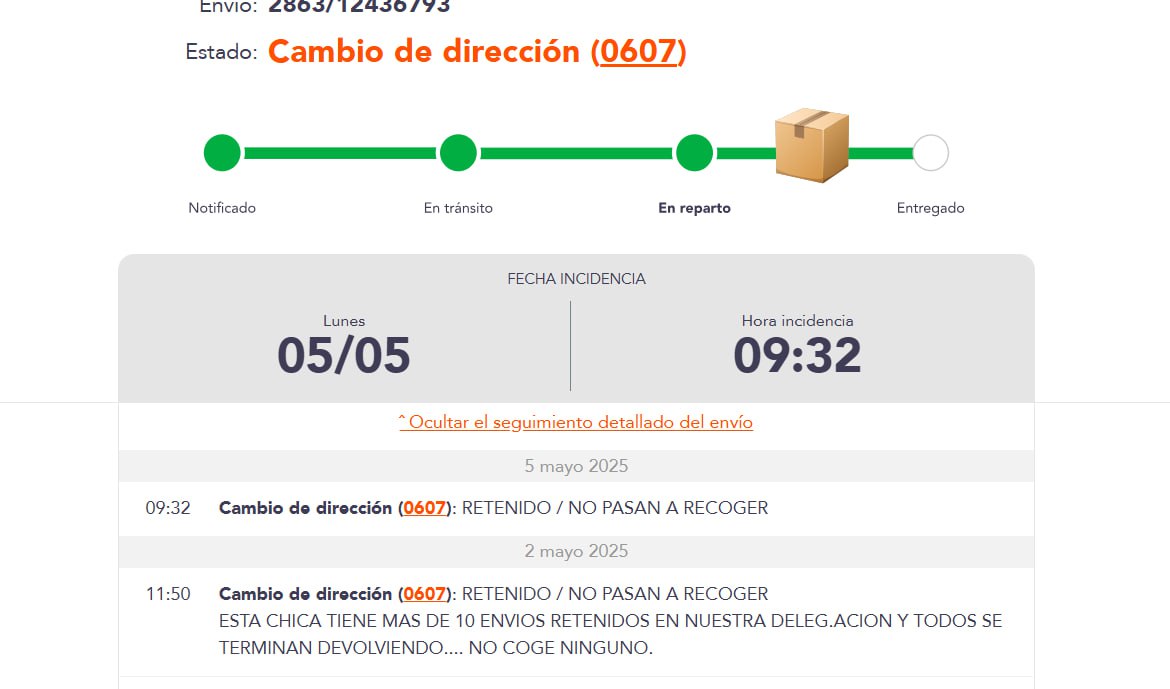 Envío: 2863/12436793
Estado: Cambio de dirección (0607)
Notificado
En tránsito
En reparto
Entregado
FECHA INCIDENCIA
Lunes
05/05
Hora incidencia
09:32
ˆ Ocultar el seguimiento detallado del envío
5 mayo 2025
09:32 Cambio de dirección (0607): RETENIDO / NO PASAN A RECOGER
2 mayo 2025
11:50 Cambio de dirección (0607): RETENIDO / NO PASAN A RECOGER
ESTA CHICA TIENE MAS DE 10 ENVIOS RETENIDOS EN NUESTRA DELEG.ACION Y TODOS SE
TERMINAN DEVOLVIENDO.... NO COGE NINGUNO.